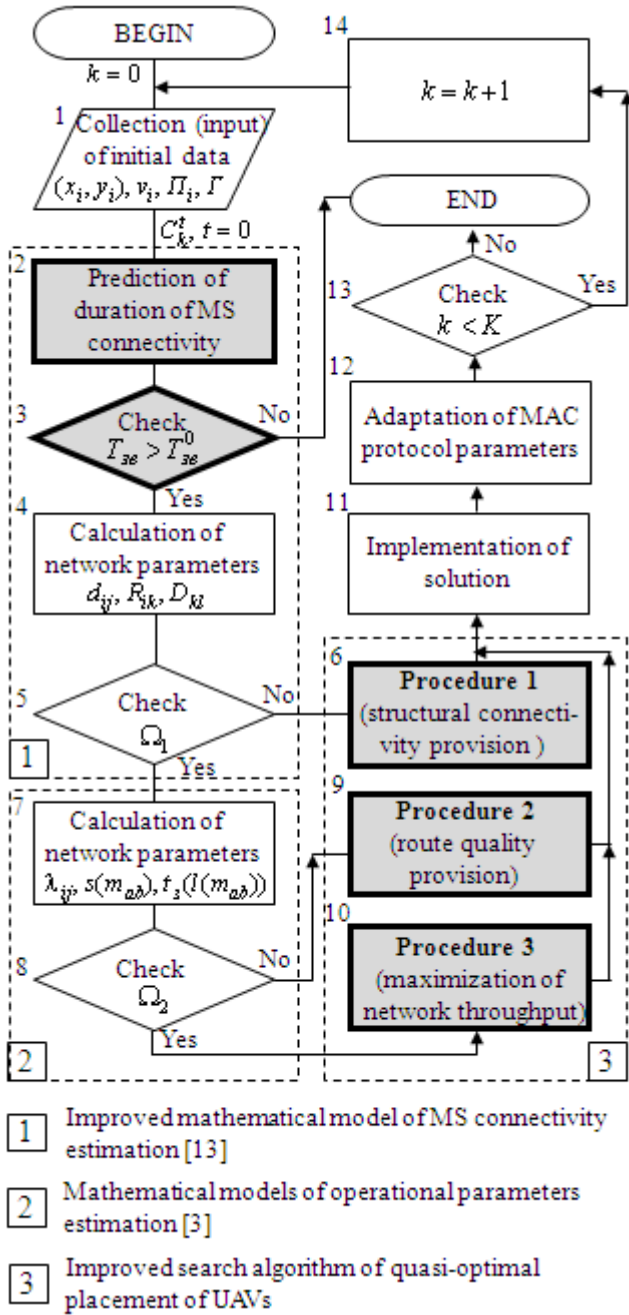 BEGIN
k = 0
1
Collection (input)
of initial data
(x_i, y_i), v_i, Π_i, Γ
C_k^t, t = 0
2
Prediction of
duration of MS
connectivity
3
Check
T_зв > T_зв^0
No
Yes
4
Calculation of
network parameters
d_ij, R_ik, D_kl
5
Check
Ω_1
No
Yes
1
7
Calculation of
network parameters
λ_ij, s(m_ab), t_s(l(m_ab))
8
Check
Ω_2
No
Yes
2
14
k = k+1
END
No
13
Check
k < K
Yes
12
Adaptation of MAC
protocol parameters
11
Implementation of
solution
6
Procedure 1
(structural connecti-
vity provision )
9
Procedure 2
(route quality
provision)
10
Procedure 3
(maximization of
network throughput)
3
1 Improved mathematical model of MS connectivity
estimation [13]
2 Mathematical models of operational parameters
estimation [3]
3 Improved search algorithm of quasi-optimal
placement of UAVs